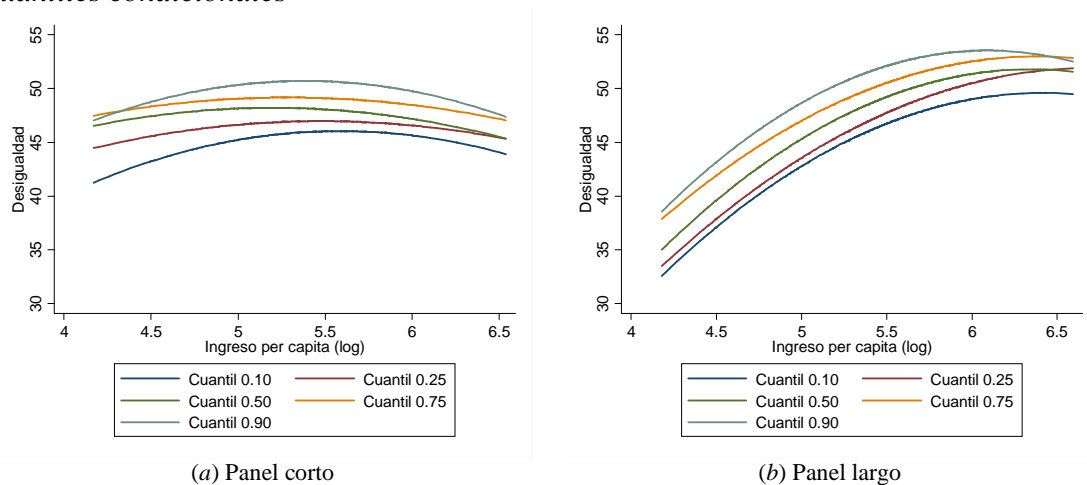 55
50
45
40
35
30
Desigualdad
4 4.5 5 5.5 6 6.5
Ingreso per capita (log)
Cuantil 0.10 Cuantil 0.25
Cuantil 0.50 Cuantil 0.75
Cuantil 0.90
(a) Panel corto
55
50
45
40
35
30
Desigualdad
4 4.5 5 5.5 6 6.5
Ingreso per capita (log)
Cuantil 0.10 Cuantil 0.25
Cuantil 0.50 Cuantil 0.75
Cuantil 0.90
(b) Panel largo